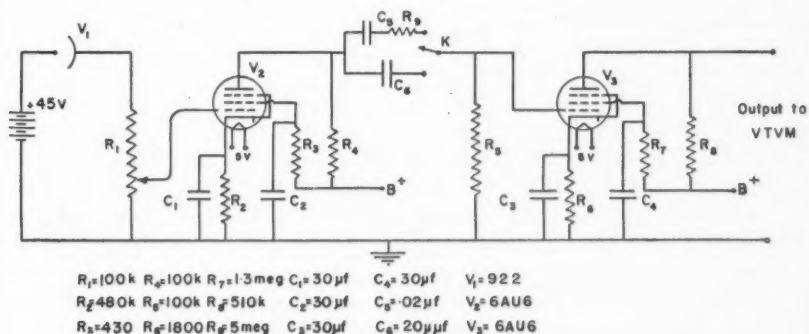 C₅ R₉
V₁
K
V₂
C₆
V₃
+45V
R₁
R₃ R₄
R₅
R₇ R₈
Output to
VTVM
C₁ R₂ C₂
B⁺
C₃ R₆ C₄
B⁺
R₁=100k R₄=100k R₇=1·3meg C₁=30μf C₄=30μf V₁=922
R₂=480k R₅=100k R₈=510k C₂=30μf C₅=·02μf V₂=6AU6
R₃=430 R₆=1800 R₉=5meg C₃=30μf C₆=20μμf V₃=6AU6